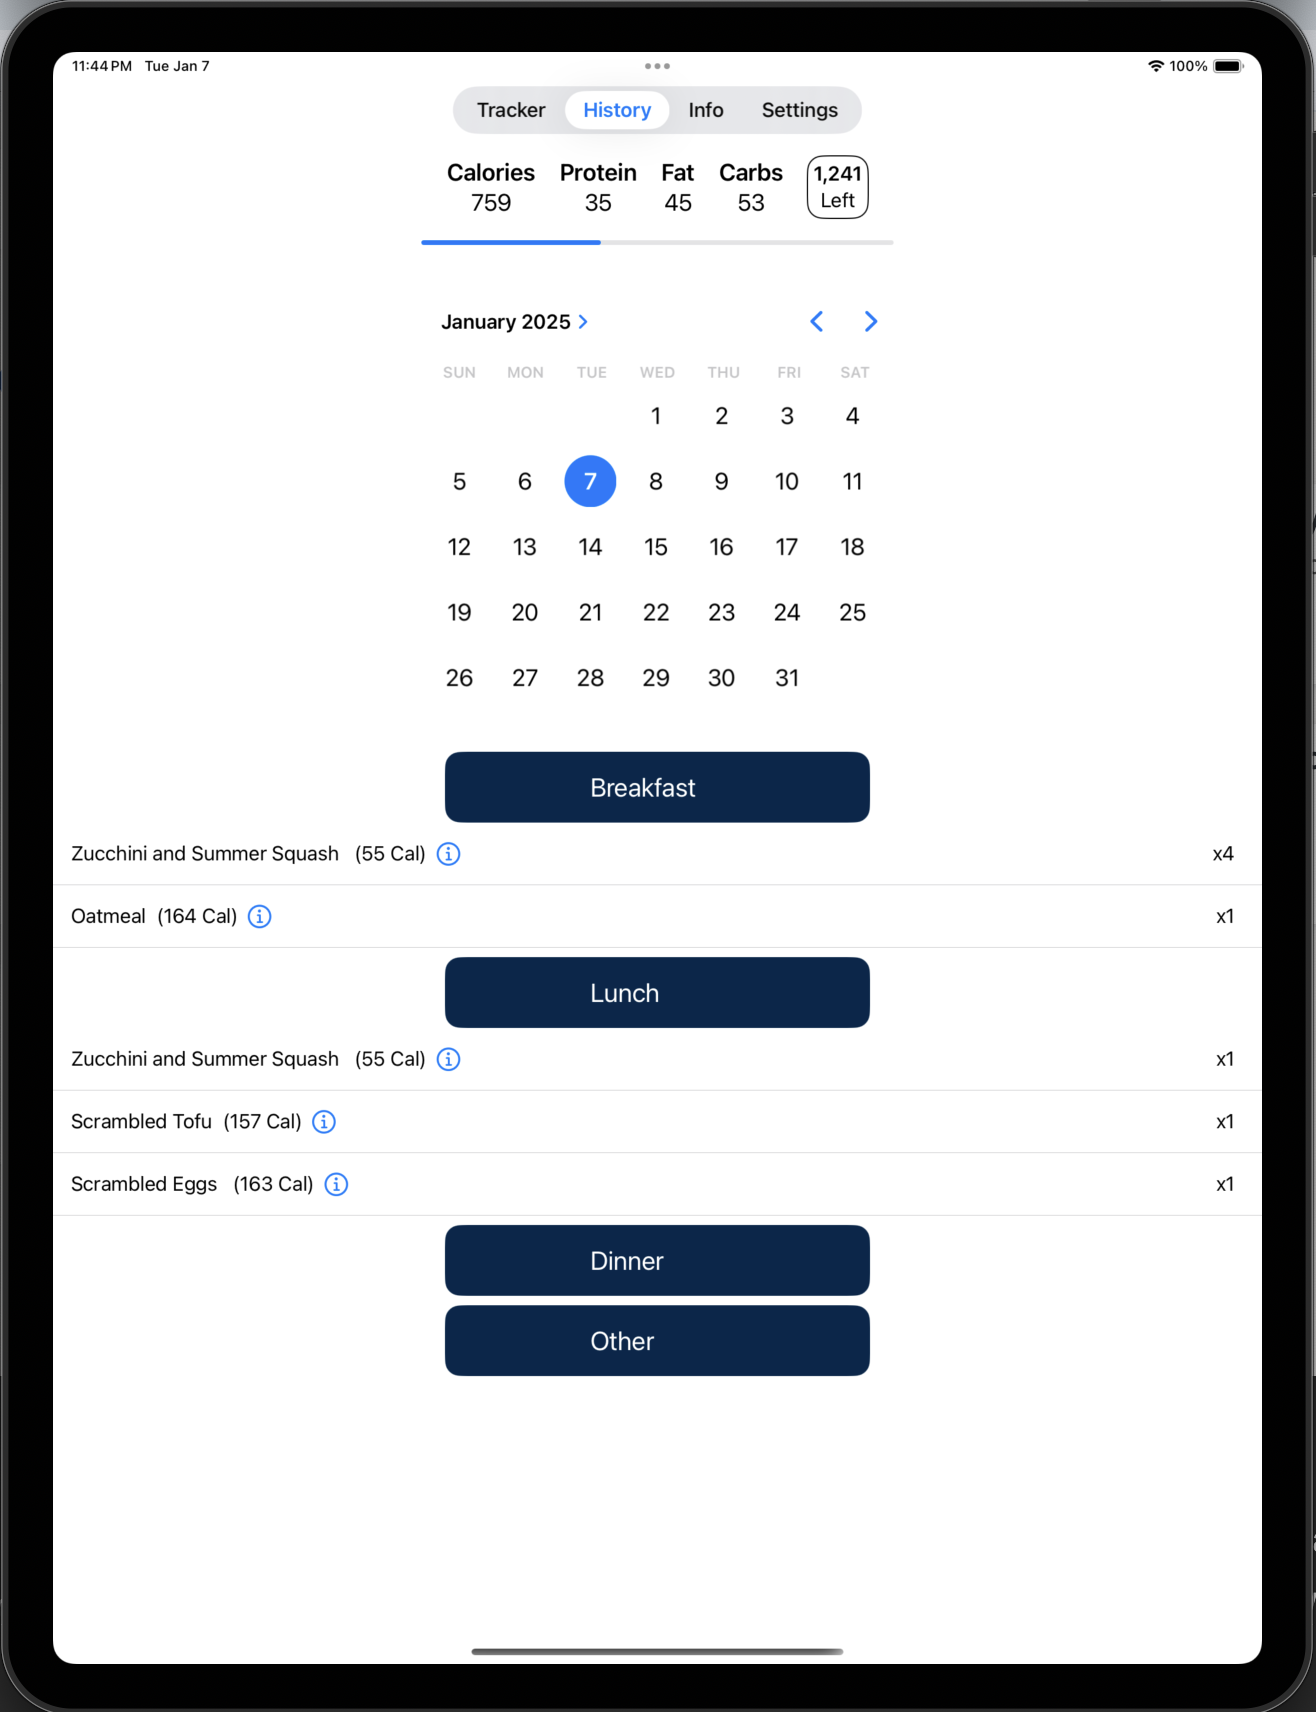 11:44 PM Tue Jan 7
100%
Tracker History Info Settings
Calories Protein Fat Carbs 1,241
759 35 45 53 Left
January 2025
SUN MON TUE WED THU FRI SAT
1 2 3 4
5 6 7 8 9 10 11
12 13 14 15 16 17 18
19 20 21 22 23 24 25
26 27 28 29 30 31
Breakfast
Zucchini and Summer Squash (55 Cal) x4
Oatmeal (164 Cal) x1
Lunch
Zucchini and Summer Squash (55 Cal) x1
Scrambled Tofu (157 Cal) x1
Scrambled Eggs (163 Cal) x1
Dinner
Other